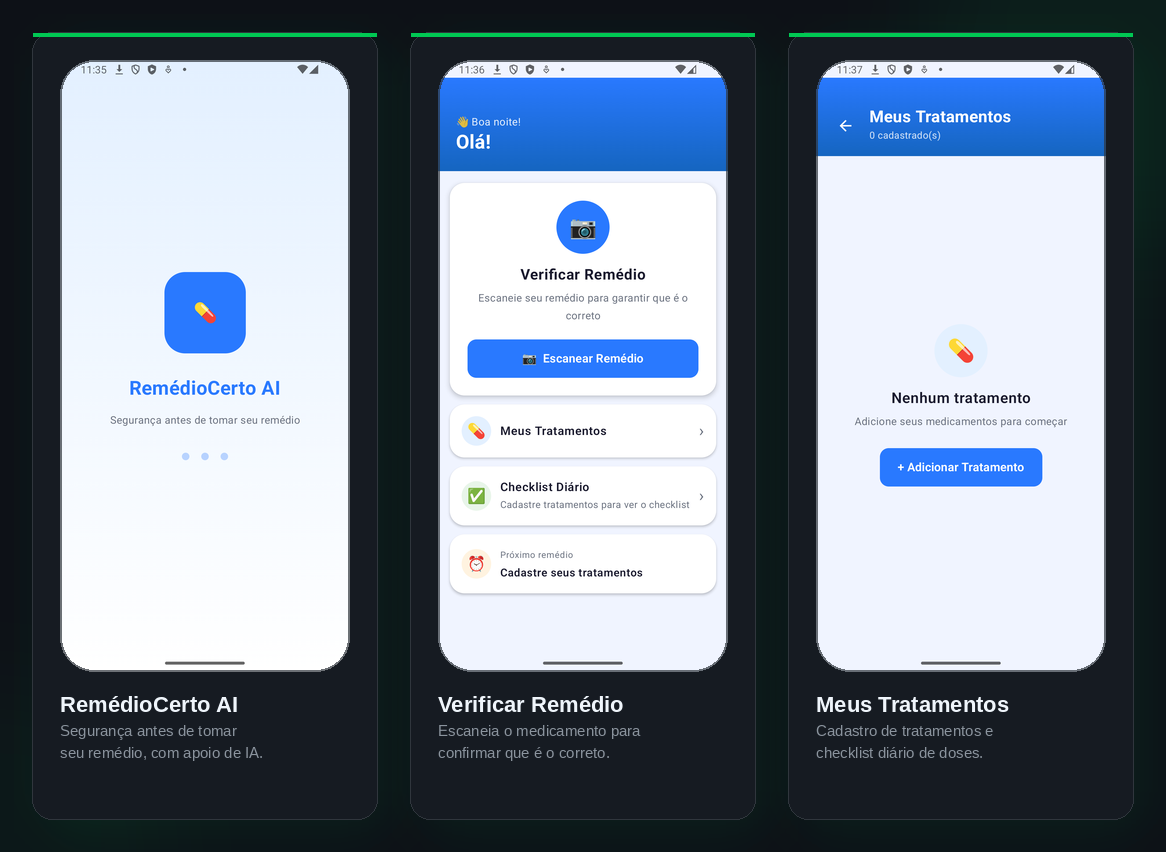 11:35
RemédioCerto AI
Segurança antes de tomar seu remédio
RemédioCerto AI
Segurança antes de tomar
seu remédio, com apoio de IA.
11:36
👋 Boa noite!
Olá!
Verificar Remédio
Escaneie seu remédio para garantir que é o
correto
📷 Escanear Remédio
Meus Tratamentos
Checklist Diário
Cadastre tratamentos para ver o checklist
Próximo remédio
Cadastre seus tratamentos
Verificar Remédio
Escaneia o medicamento para
confirmar que é o correto.
11:37
Meus Tratamentos
0 cadastrado(s)
Nenhum tratamento
Adicione seus medicamentos para começar
+ Adicionar Tratamento
Meus Tratamentos
Cadastro de tratamentos e
checklist diário de doses.